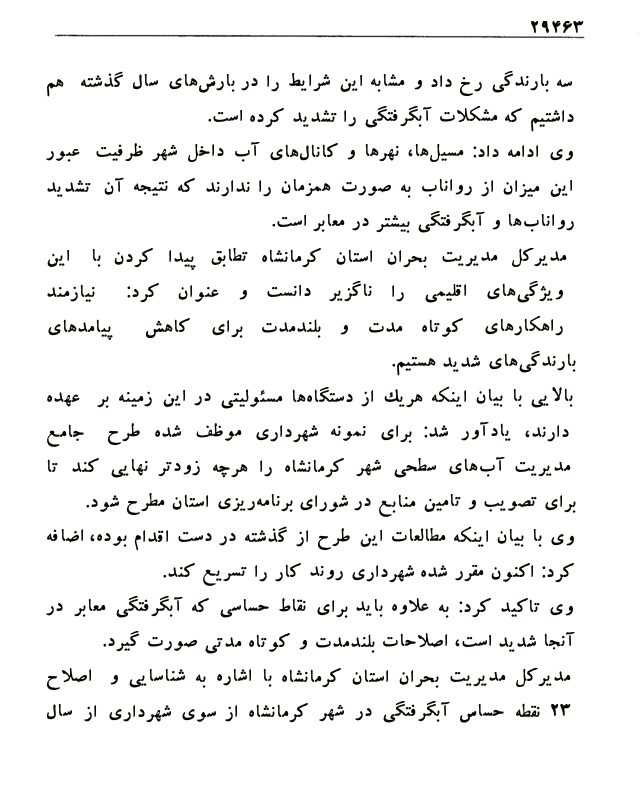 ۲۹۴۶۳
سه بارندگی رخ داد و مشابه این شرایط را در بارش‌های سال گذشته هم
داشتیم که مشکلات آبگرفتگی را تشدید کرده است.
وی ادامه داد: مسیل‌ها، نهرها و کانال‌های آب داخل شهر ظرفیت عبور
این میزان از رواناب به صورت همزمان را ندارند که نتیجه آن تشدید
رواناب‌ها و آبگرفتگی بیشتر در معابر است.
مدیرکل مدیریت بحران استان کرمانشاه تطابق پیدا کردن با این
ویژگی‌های اقلیمی را ناگزیر دانست و عنوان کرد: نیازمند
راهکارهای کوتاه مدت و بلندمدت برای کاهش پیامدهای
بارندگی‌های شدید هستیم.
بالایی با بیان اینکه هریك از دستگاه‌ها مسئولیتی در این زمینه بر عهده
دارند، یادآور شد: برای نمونه شهرداری موظف شده طرح جامع
مدیریت آب‌های سطحی شهر کرمانشاه را هرچه زودتر نهایی کند تا
برای تصویب و تامین منابع در شورای برنامه‌ریزی استان مطرح شود.
وی با بیان اینکه مطالعات این طرح از گذشته در دست اقدام بوده، اضافه
کرد: اکنون مقرر شده شهرداری روند کار را تسریع کند.
وی تاکید کرد: به علاوه باید برای نقاط حساسی که آبگرفتگی معابر در
آنجا شدید است، اصلاحات بلندمدت و کوتاه مدتی صورت گیرد.
مدیرکل مدیریت بحران استان کرمانشاه با اشاره به شناسایی و اصلاح
۲۳ نقطه حساس آبگرفتگی در شهر کرمانشاه از سوی شهرداری از سال